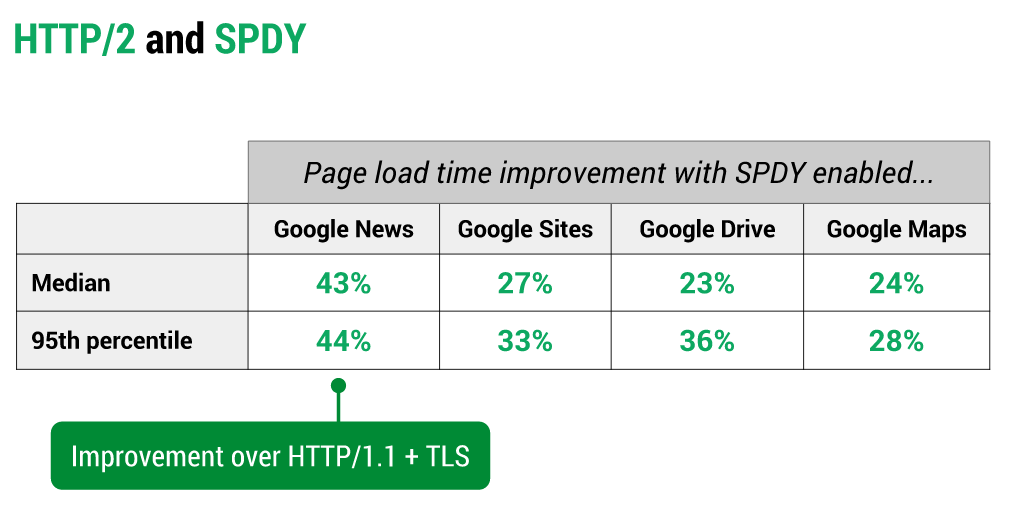 HTTP/2 and SPDY
Page load time improvement with SPDY enabled...
Google News Google Sites Google Drive Google Maps
Median 43% 27% 23% 24%
95th percentile 44% 33% 36% 28%
Improvement over HTTP/1.1 + TLS